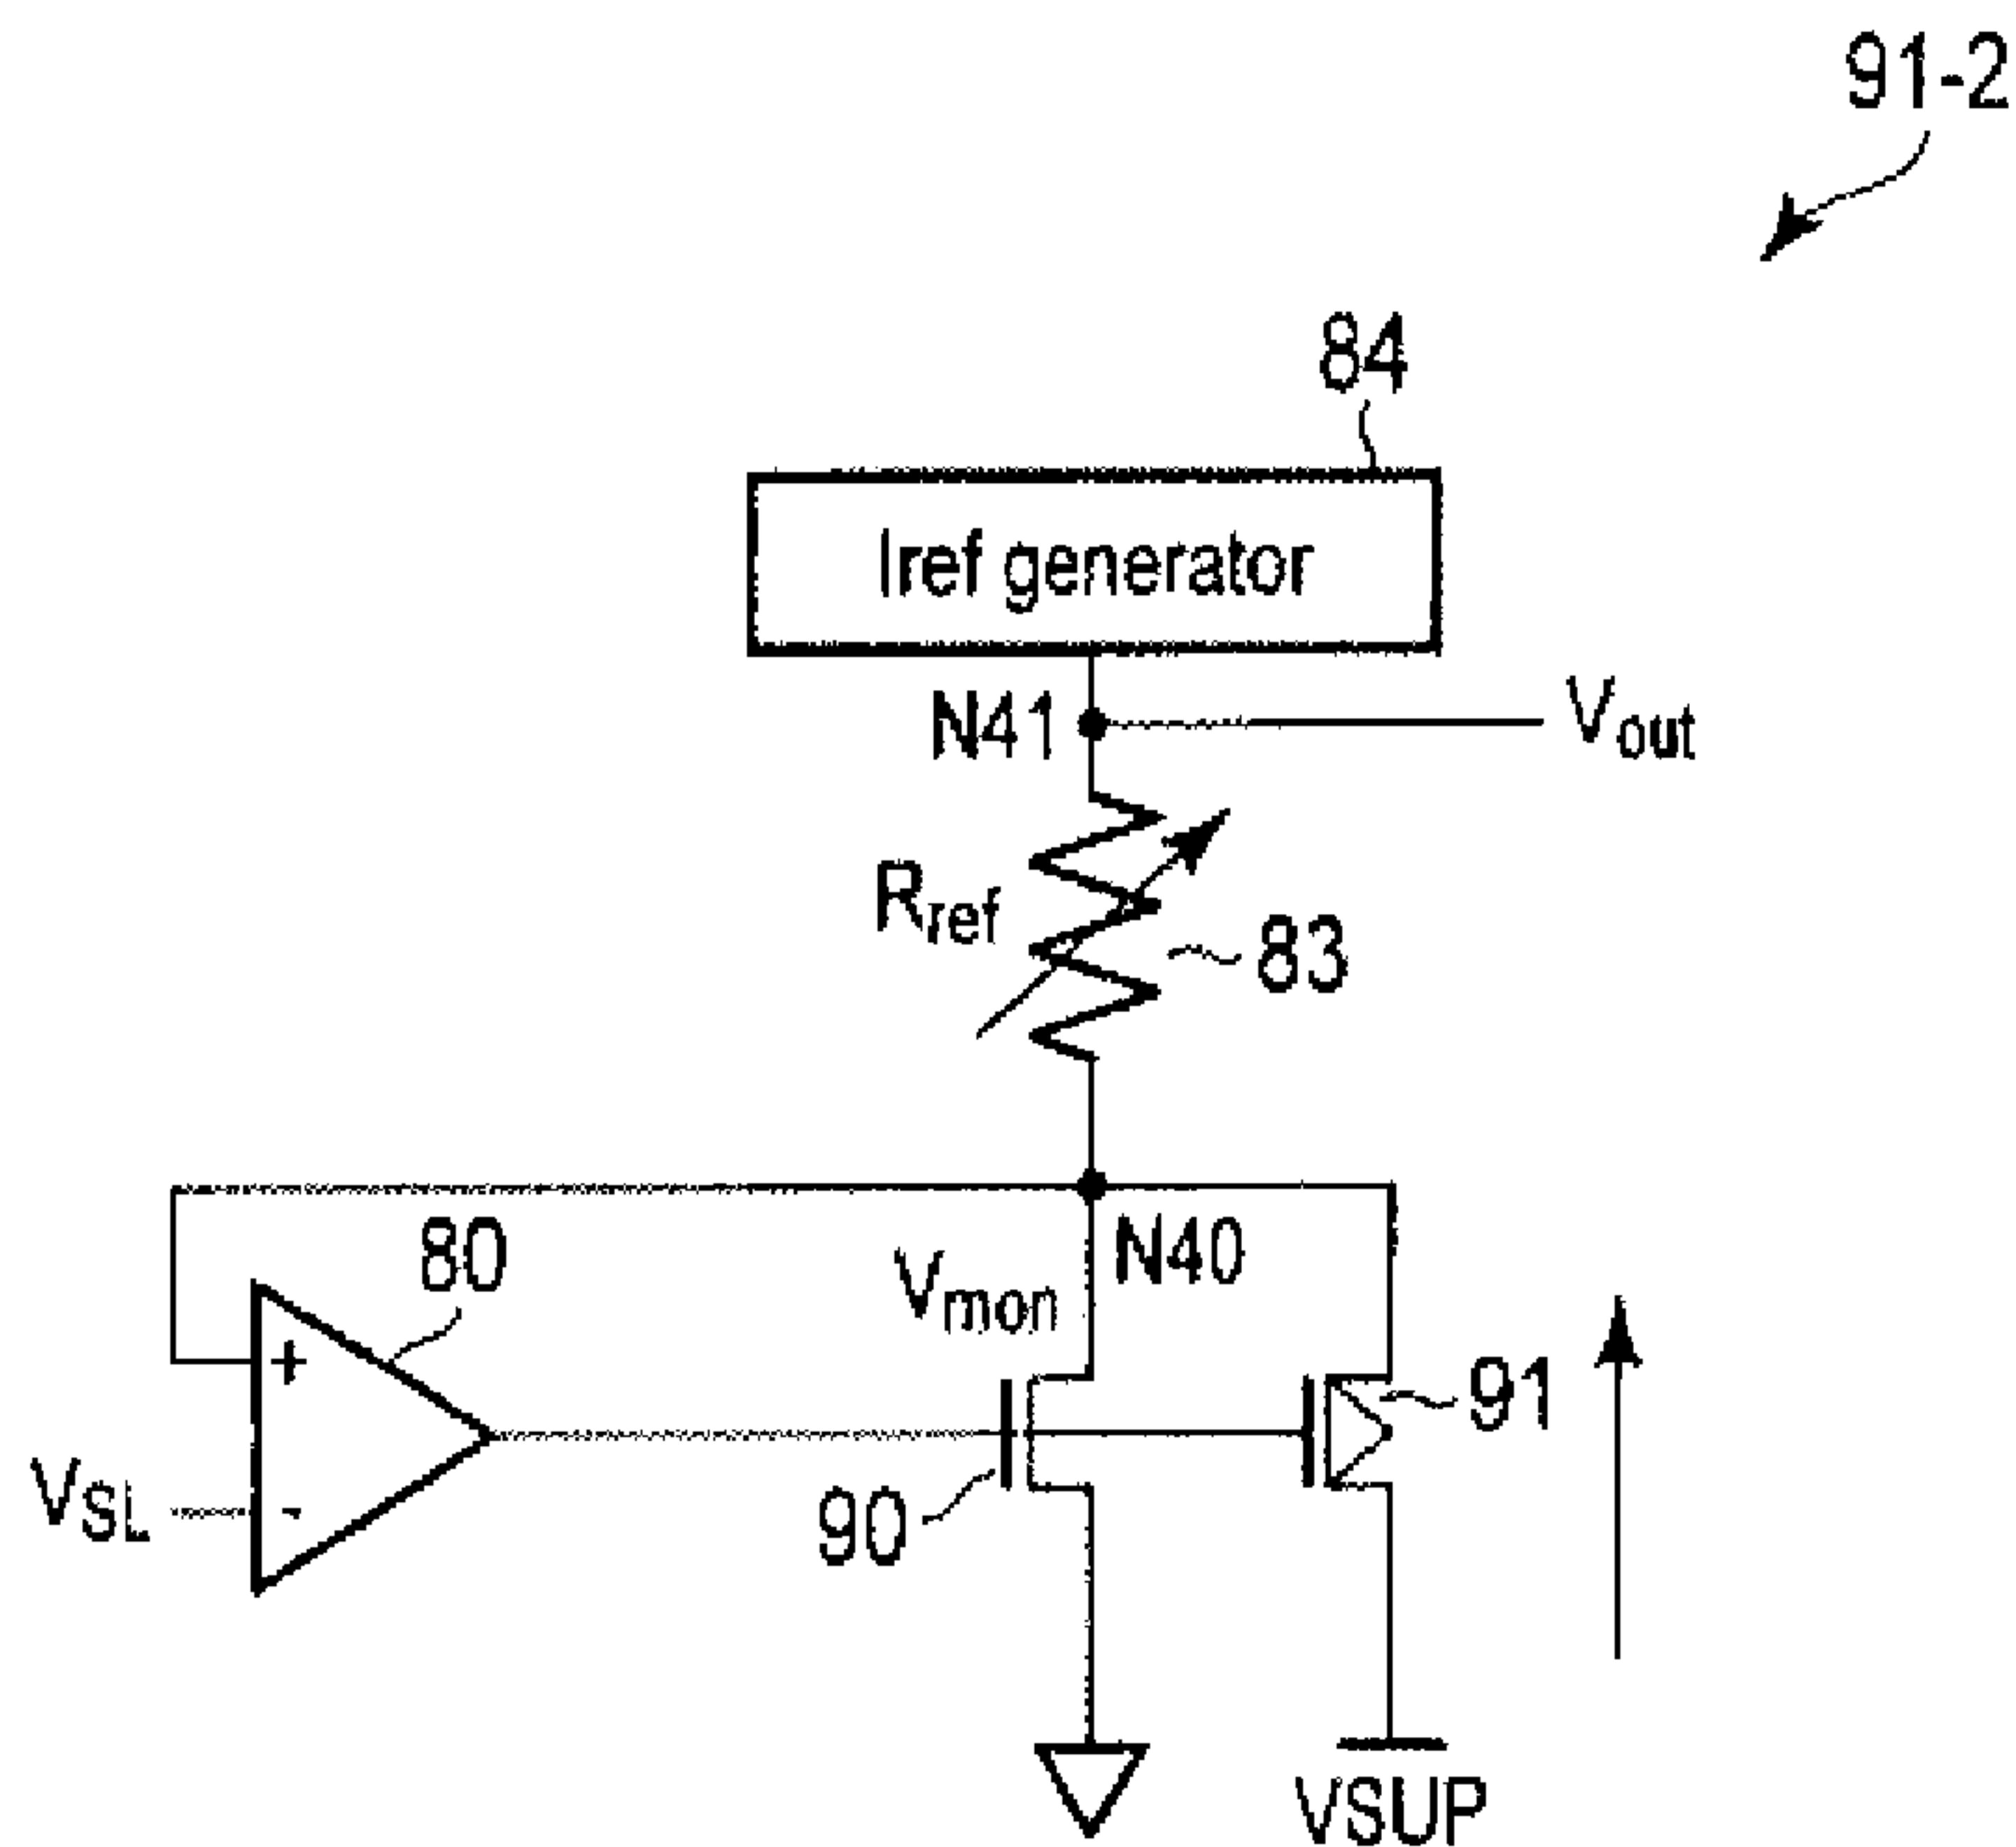 91-2
84
Iref generator
N41
Vout
Rref
83
80
Vmon
N40
91
+
VSL
-
90
VSUP